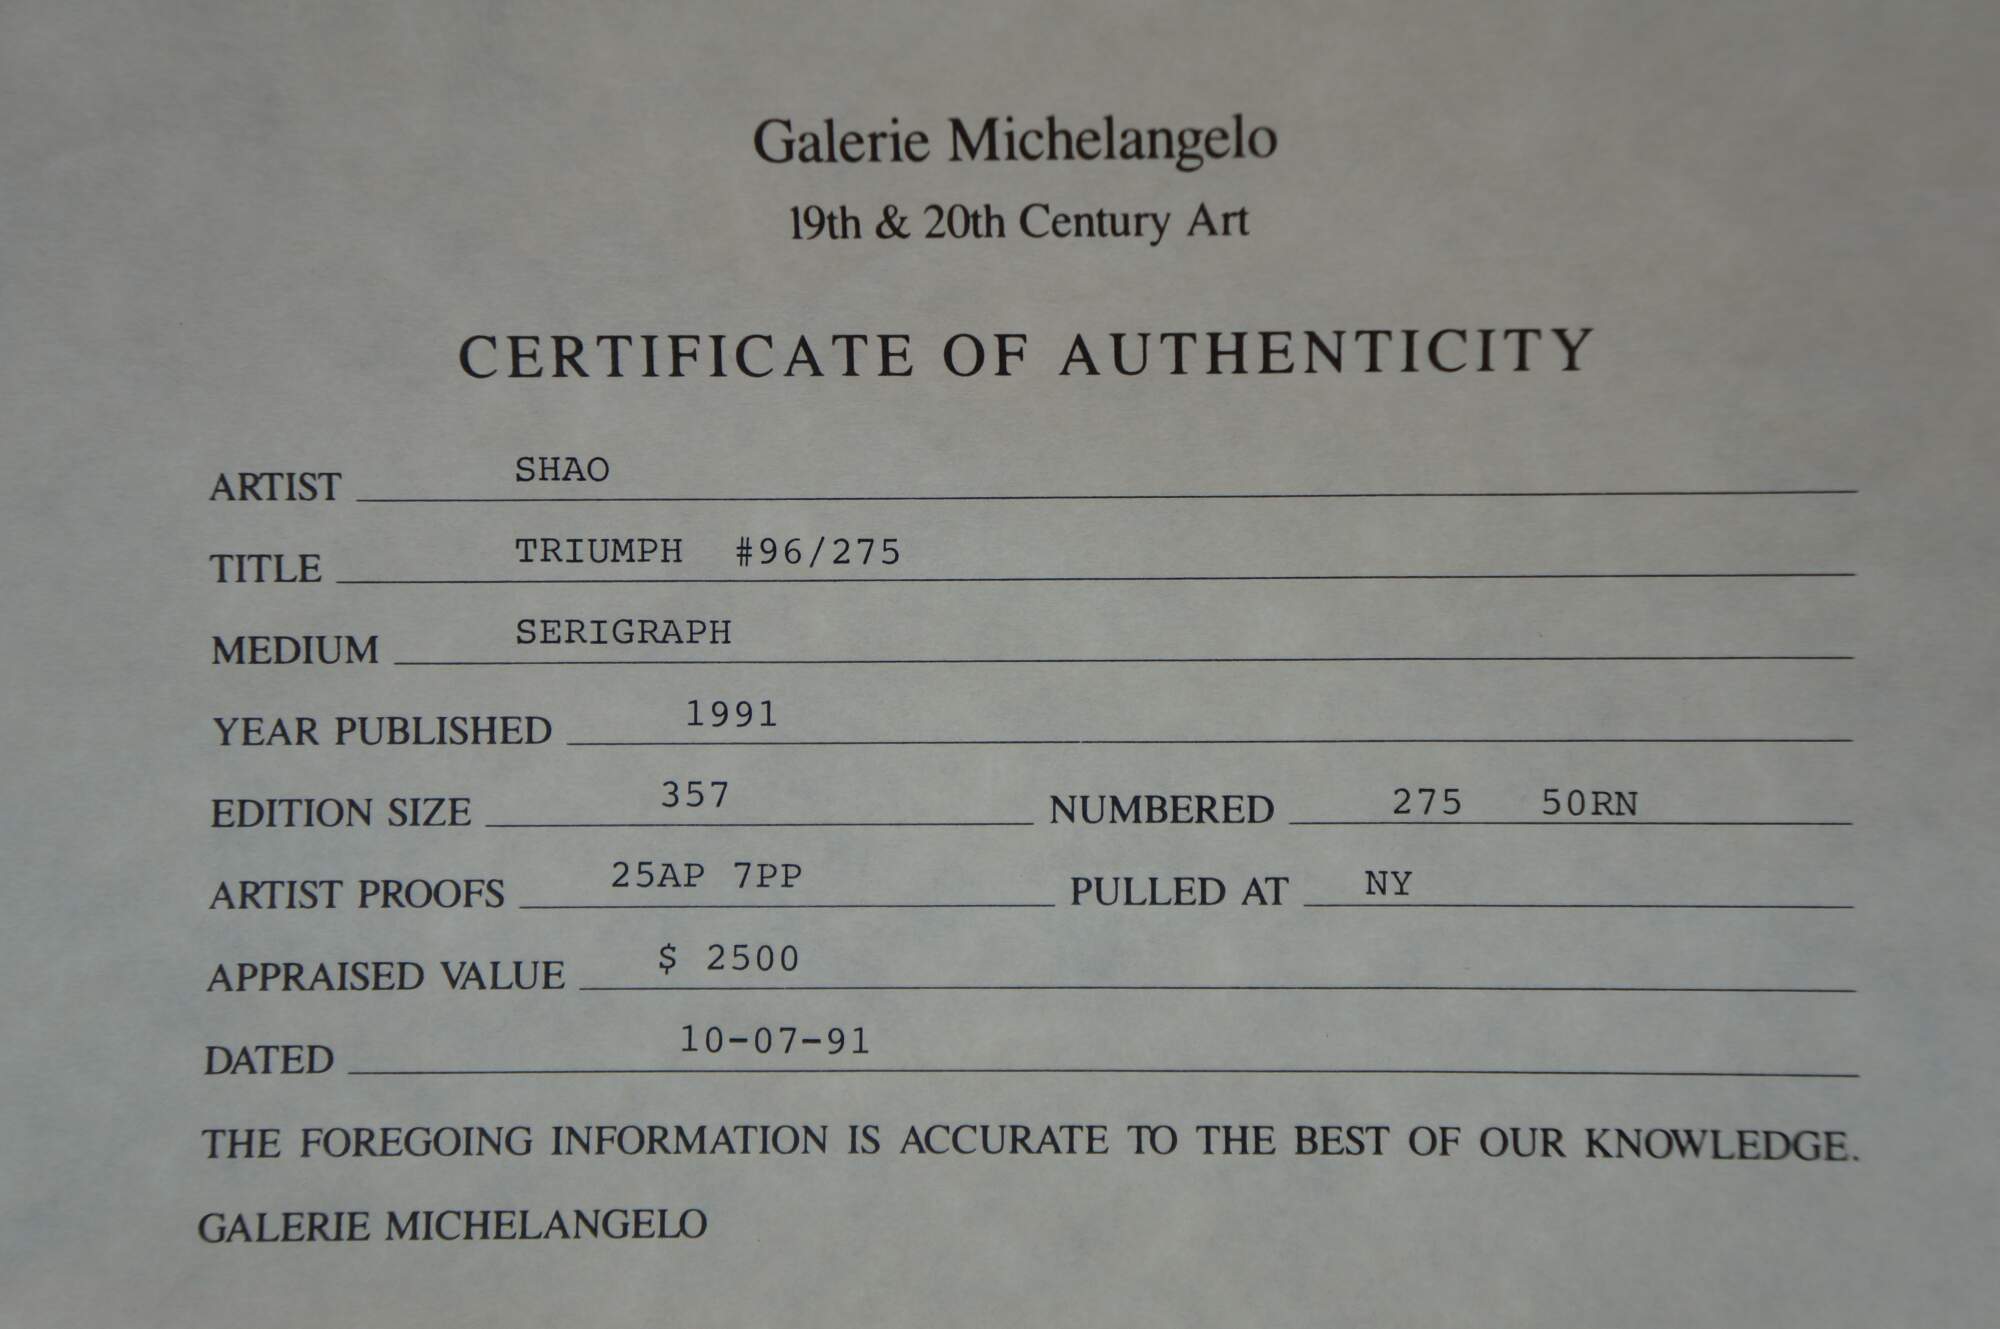 Galerie Michelangelo
19th & 20th Century Art
CERTIFICATE OF AUTHENTICITY
ARTIST SHAO
TITLE TRIUMPH #96/275
MEDIUM SERIGRAPH
YEAR PUBLISHED 1991
EDITION SIZE 357 NUMBERED 275 50RN
ARTIST PROOFS 25AP 7PP PULLED AT NY
APPRAISED VALUE $ 2500
DATED 10-07-91
THE FOREGOING INFORMATION IS ACCURATE TO THE BEST OF OUR KNOWLEDGE.
GALERIE MICHELANGELO